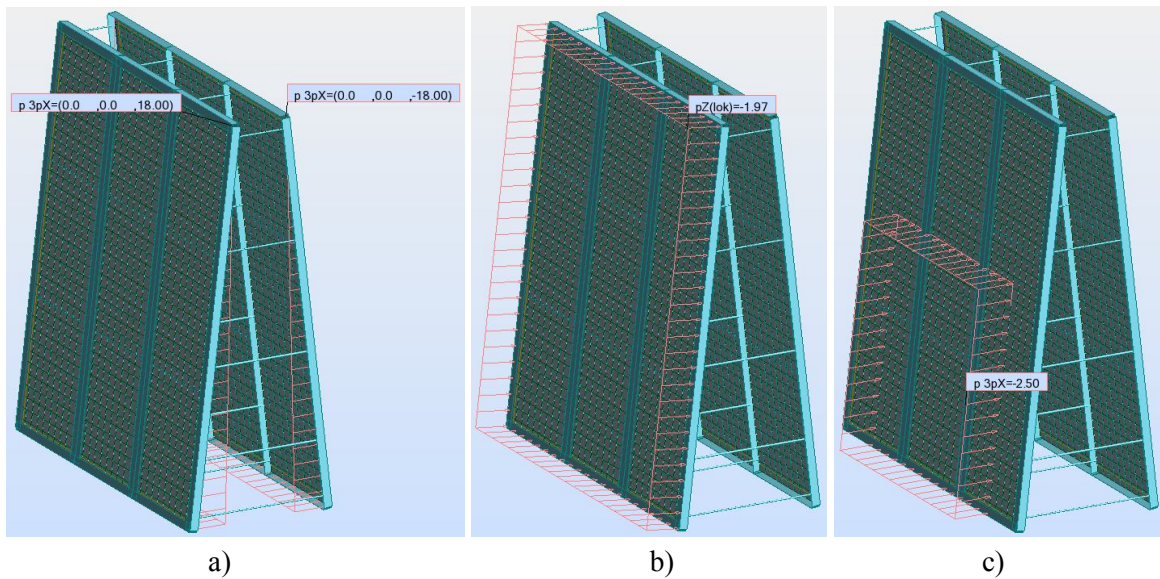 p 3pX=(0.0 ,0.0 ,18.00)
p 3pX=(0.0 ,0.0 ,-18.00)
pZ(lok)=-1.97
p 3pX=-2.50
a)
b)
c)